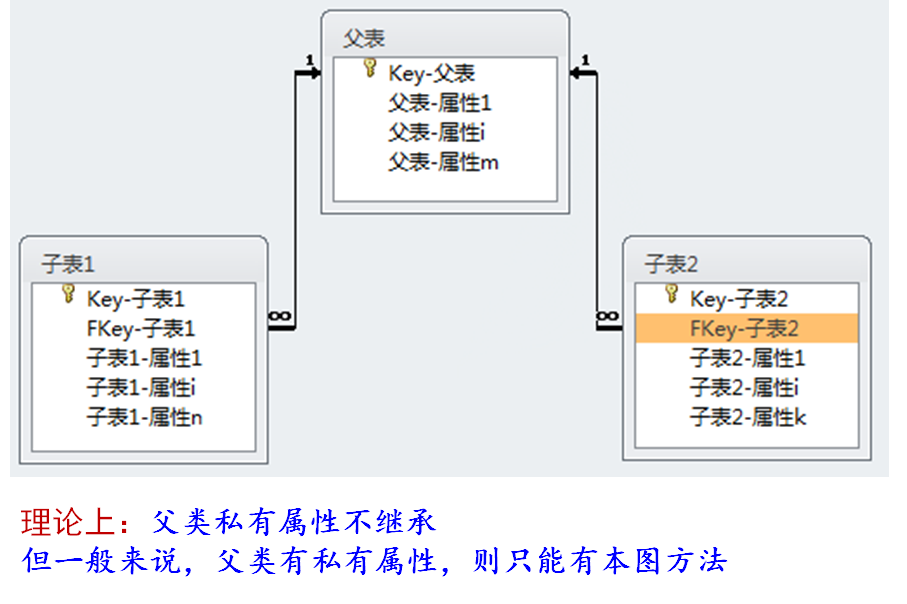 父表
Key-父表
父表-属性1
父表-属性i
父表-属性m
1
1
子表1
Key-子表1
FKey-子表1
子表1-属性1
子表1-属性i
子表1-属性n
∞
子表2
Key-子表2
FKey-子表2
子表2-属性1
子表2-属性i
子表2-属性k
∞
理论上：父类私有属性不继承
但一般来说，父类有私有属性，则只能有本图方法